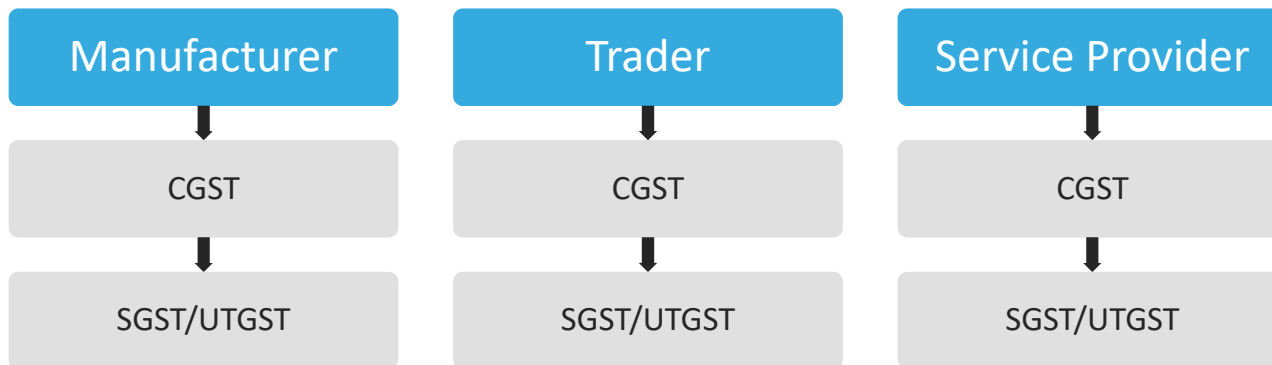 Manufacturer
CGST
SGST/UTGST
Trader
CGST
SGST/UTGST
Service Provider
CGST
SGST/UTGST